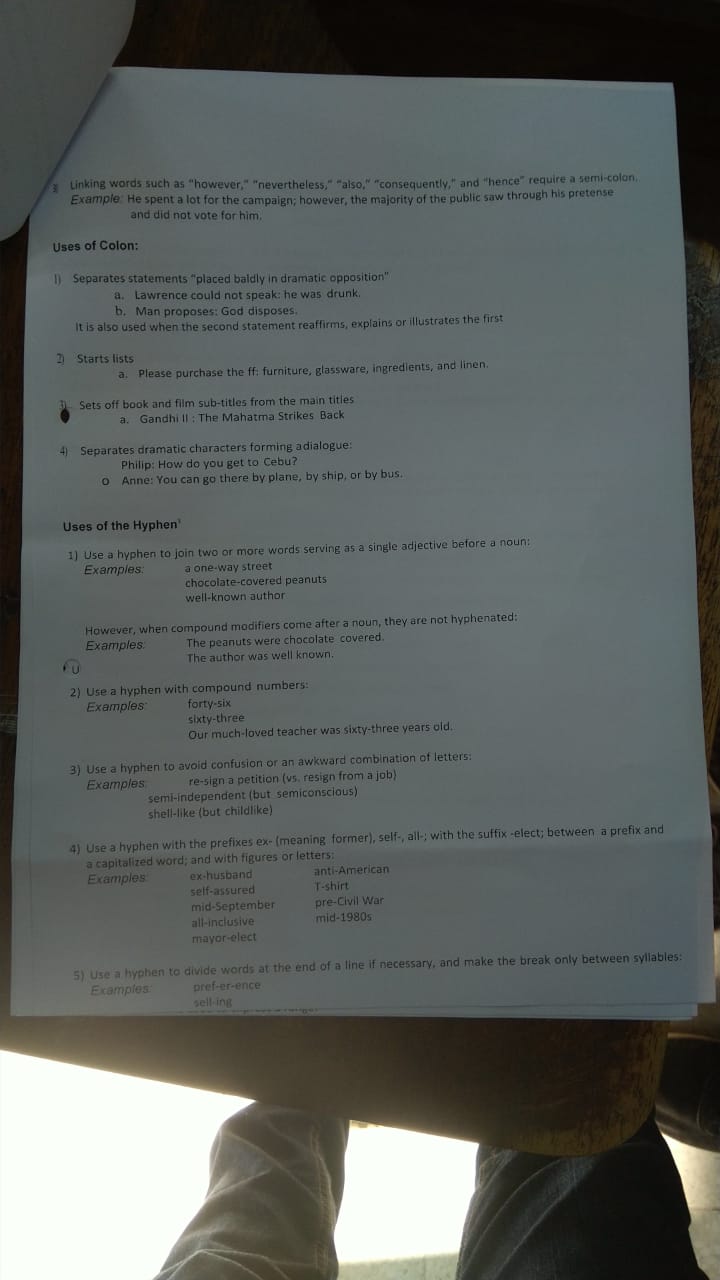 3) Linking words such as "however," "nevertheless," "also," "consequently," and "hence" require a semi-colon.
Example: He spent a lot for the campaign; however, the majority of the public saw through his pretense
and did not vote for him.
Uses of Colon:
1) Separates statements "placed baldly in dramatic opposition"
a. Lawrence could not speak: he was drunk.
b. Man proposes: God disposes.
It is also used when the second statement reaffirms, explains or illustrates the first
2) Starts lists
a. Please purchase the ff: furniture, glassware, ingredients, and linen.
3) Sets off book and film sub-titles from the main titles
a. Gandhi II : The Mahatma Strikes Back
4) Separates dramatic characters forming adialogue:
Philip: How do you get to Cebu?
o Anne: You can go there by plane, by ship, or by bus.
Uses of the Hyphen
1) Use a hyphen to join two or more words serving as a single adjective before a noun:
Examples: a one-way street
chocolate-covered peanuts
well-known author
However, when compound modifiers come after a noun, they are not hyphenated:
Examples: The peanuts were chocolate covered.
The author was well known.
2) Use a hyphen with compound numbers:
Examples: forty-six
sixty-three
Our much-loved teacher was sixty-three years old.
3) Use a hyphen to avoid confusion or an awkward combination of letters:
Examples: re-sign a petition (vs. resign from a job)
semi-independent (but semiconscious)
shell-like (but childlike)
4) Use a hyphen with the prefixes ex- (meaning former), self-, all-; with the suffix -elect; between a prefix and
a capitalized word; and with figures or letters:
Examples: ex-husband anti-American
self-assured T-shirt
mid-September pre-Civil War
all-inclusive mid-1980s
mayor-elect
5) Use a hyphen to divide words at the end of a line if necessary, and make the break only between syllables:
Examples: pref-er-ence
sell-ing